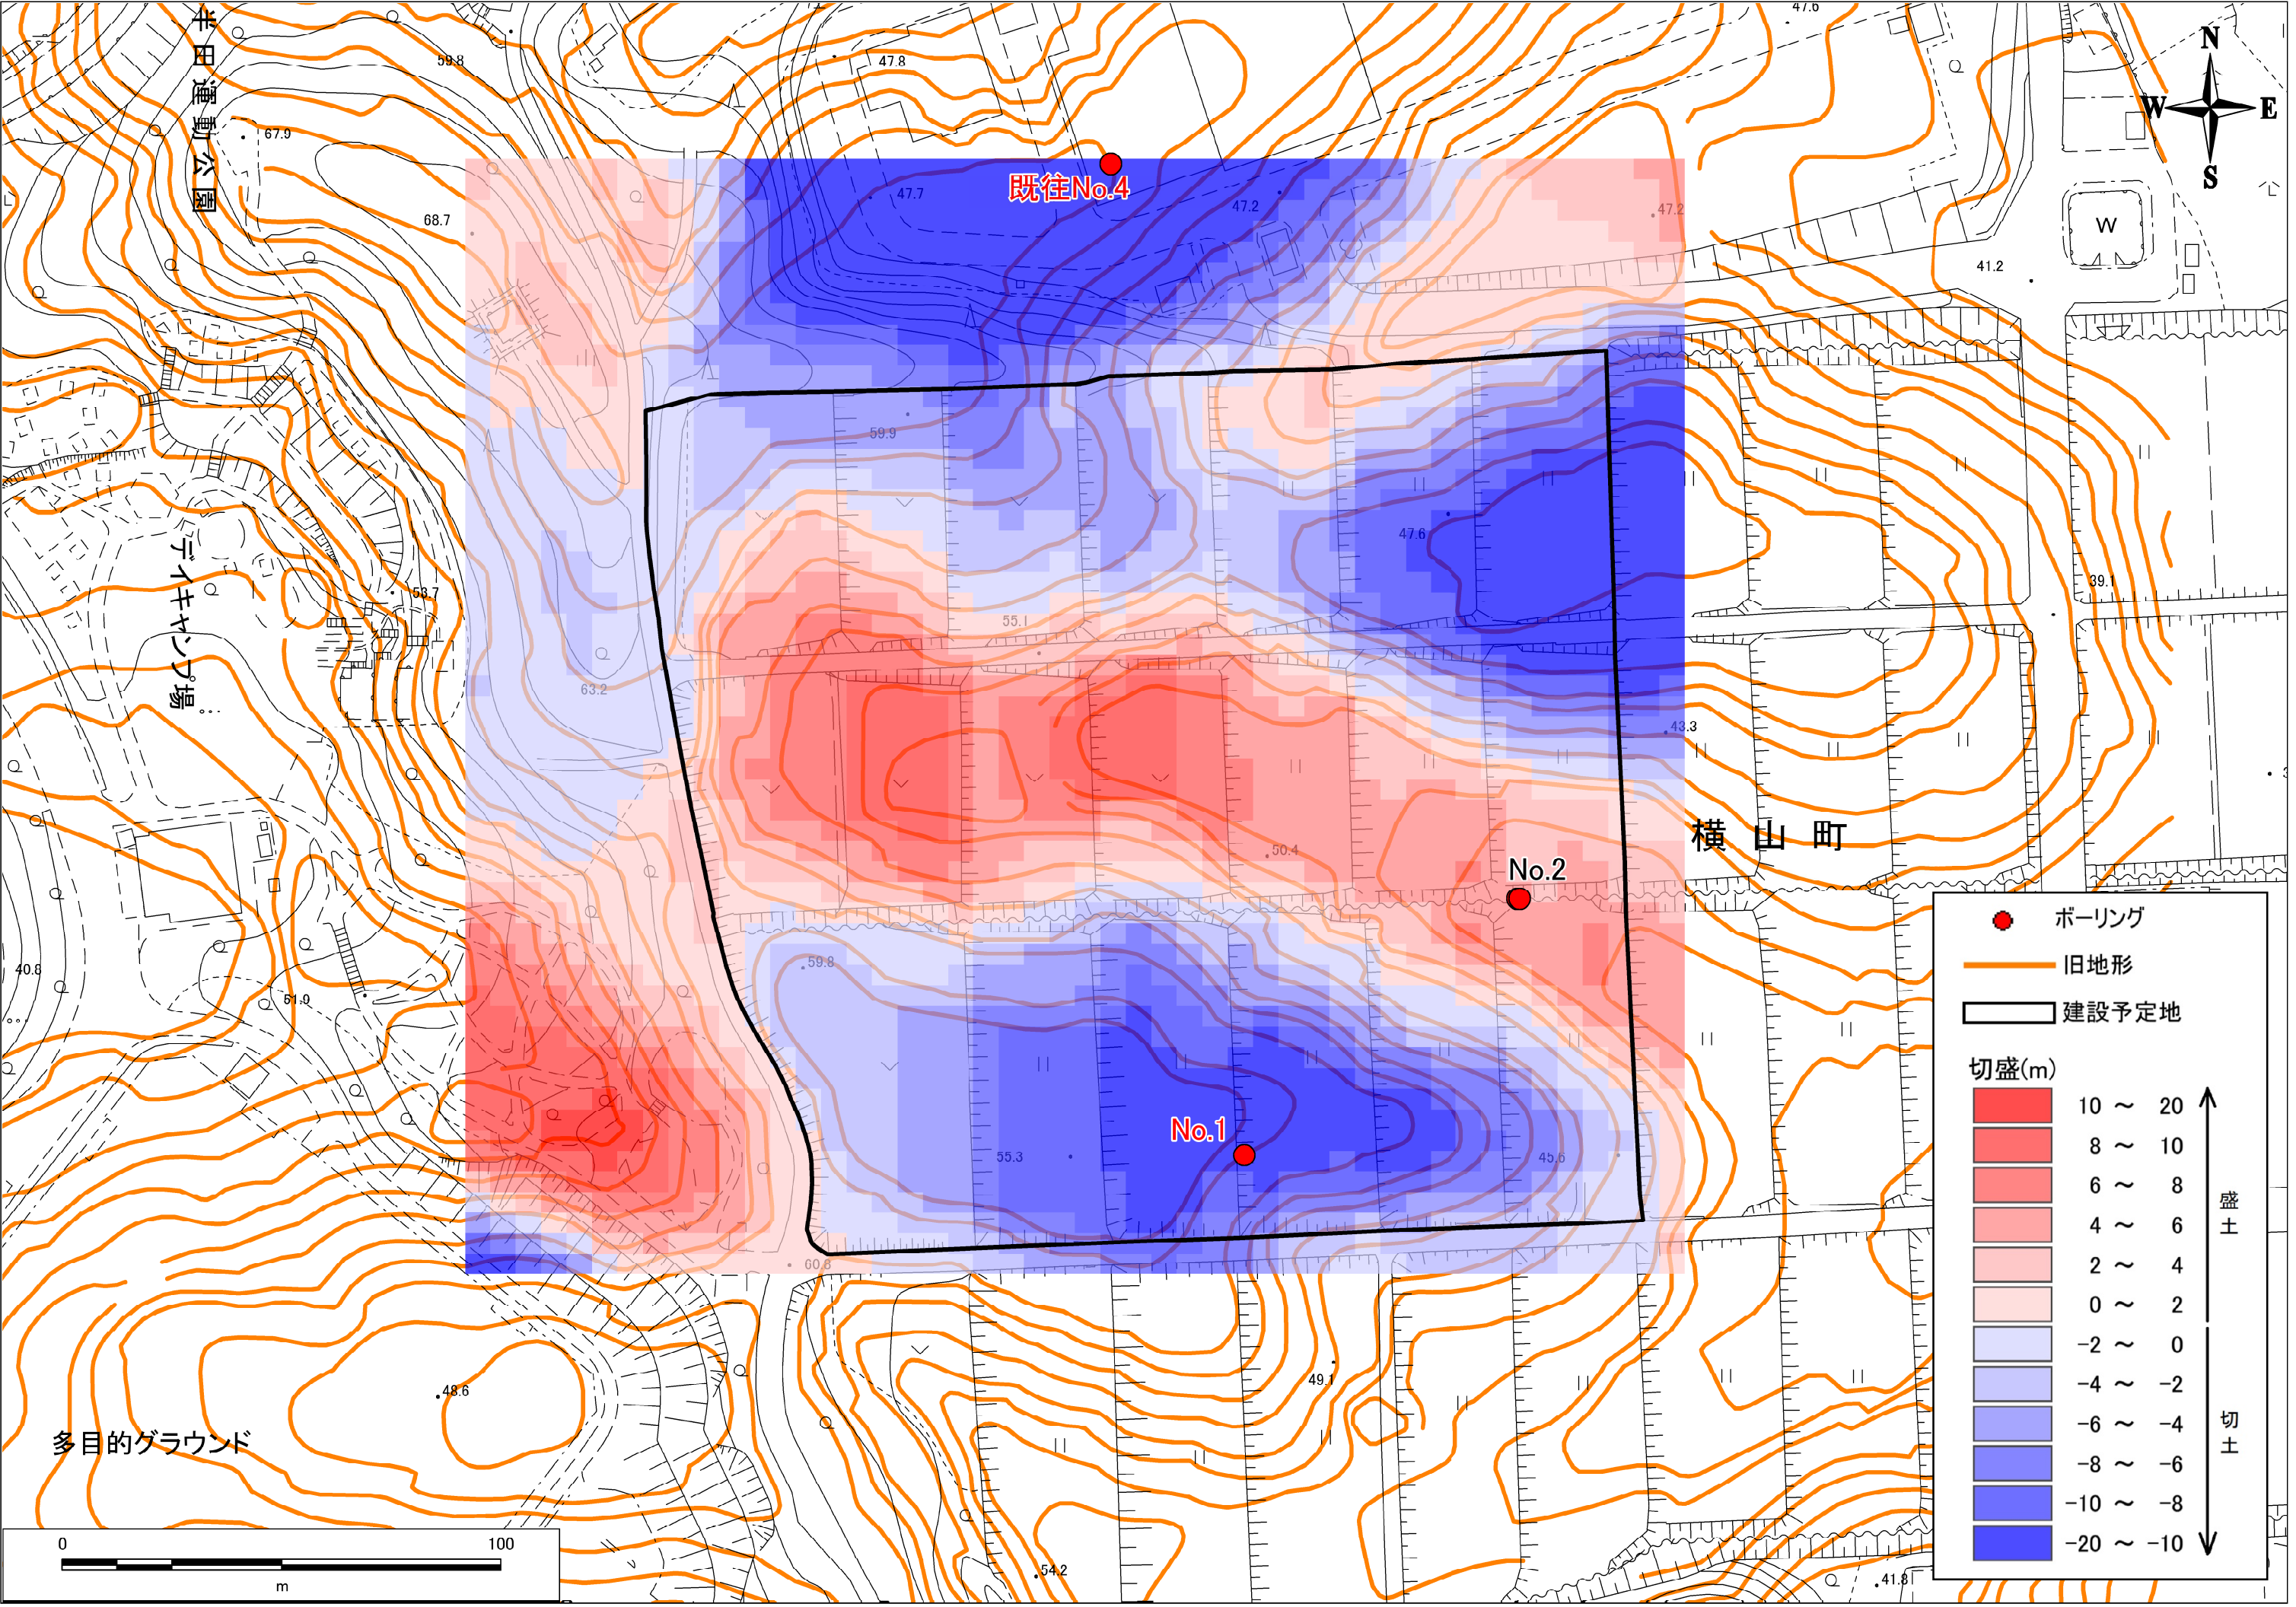 半田運動公園
59.8
47.8
47.6
N
W
E
S
67.9
68.7
47.7
既往No.4
47.2
47.2
W
41.2
59.9
47.6
39.1
デイキャンプ場
53.7
55.1
63.2
43.3
横山町
50.4
No.2
59.8
40.8
51.9
No.1
55.3
45.6
60.8
48.6
多目的グラウンド
49.1
54.2
41.8
0
100
m
ボーリング
旧地形
建設予定地
切盛(m)
10 ～ 20
8 ～ 10
6 ～ 8
4 ～ 6
2 ～ 4
0 ～ 2
-2 ～ 0
-4 ～ -2
-6 ～ -4
-8 ～ -6
-10 ～ -8
-20 ～ -10
盛土
切土